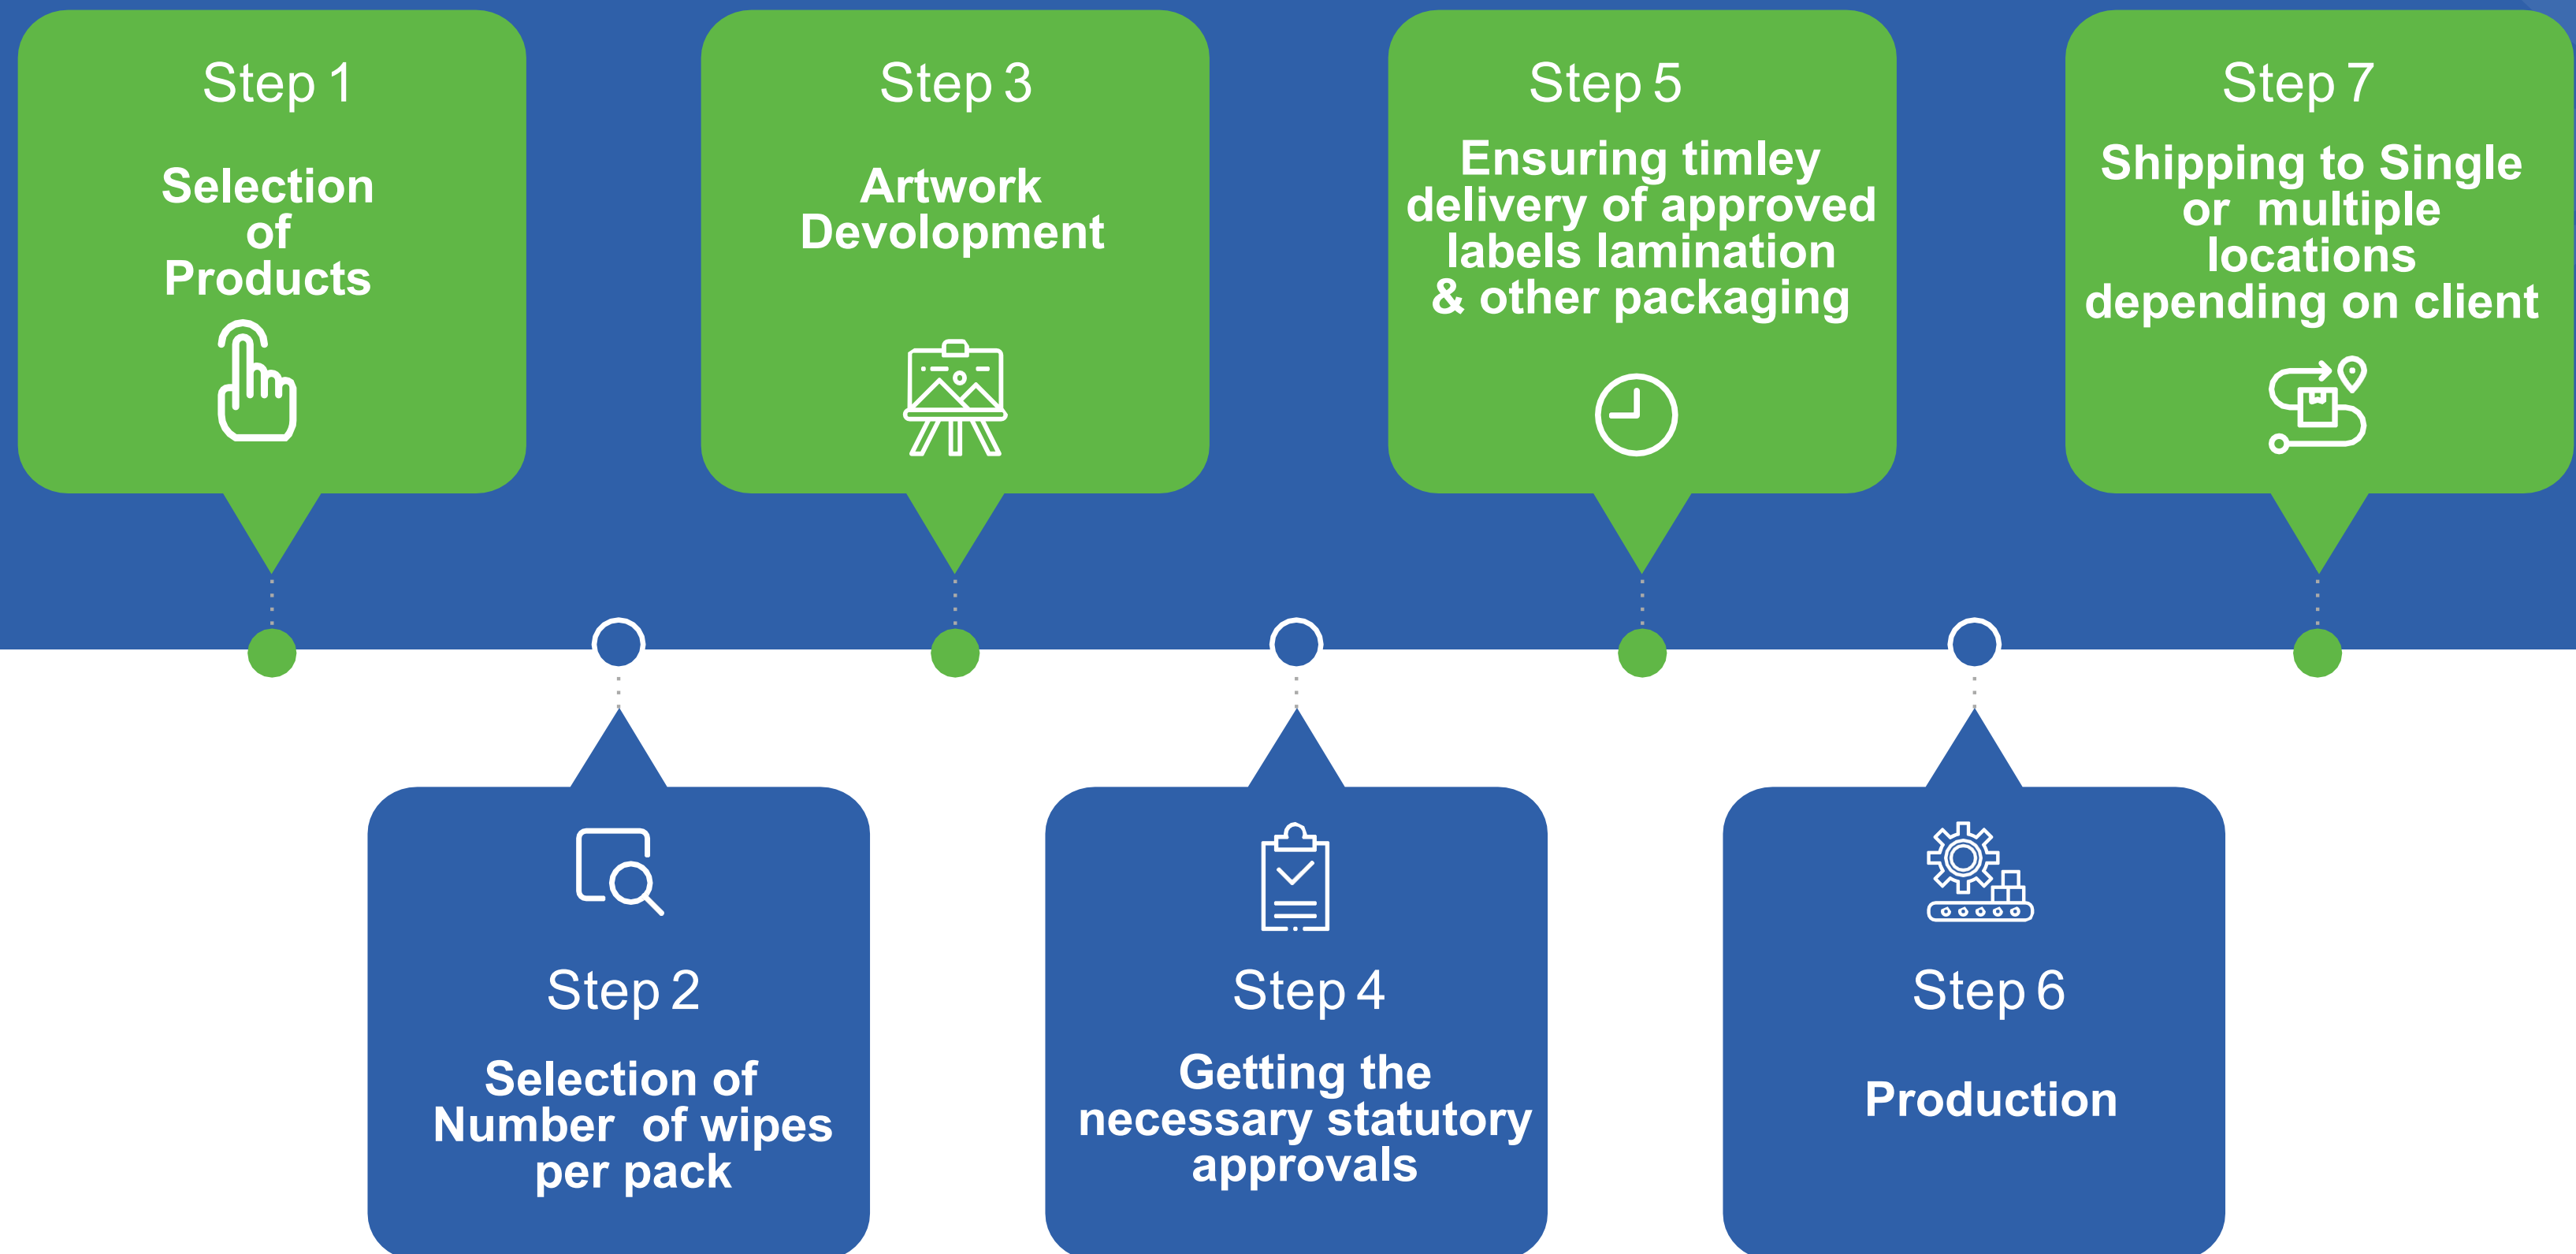 Step 1
Selection
of
Products
Step 2
Selection of
Number of wipes
per pack
Step 3
Artwork
Devolopment
Step 4
Getting the
necessary statutory
approvals
Step 5
Ensuring timley
delivery of approved
labels lamination
& other packaging
Step 6
Production
Step 7
Shipping to Single
or multiple
locations
depending on client